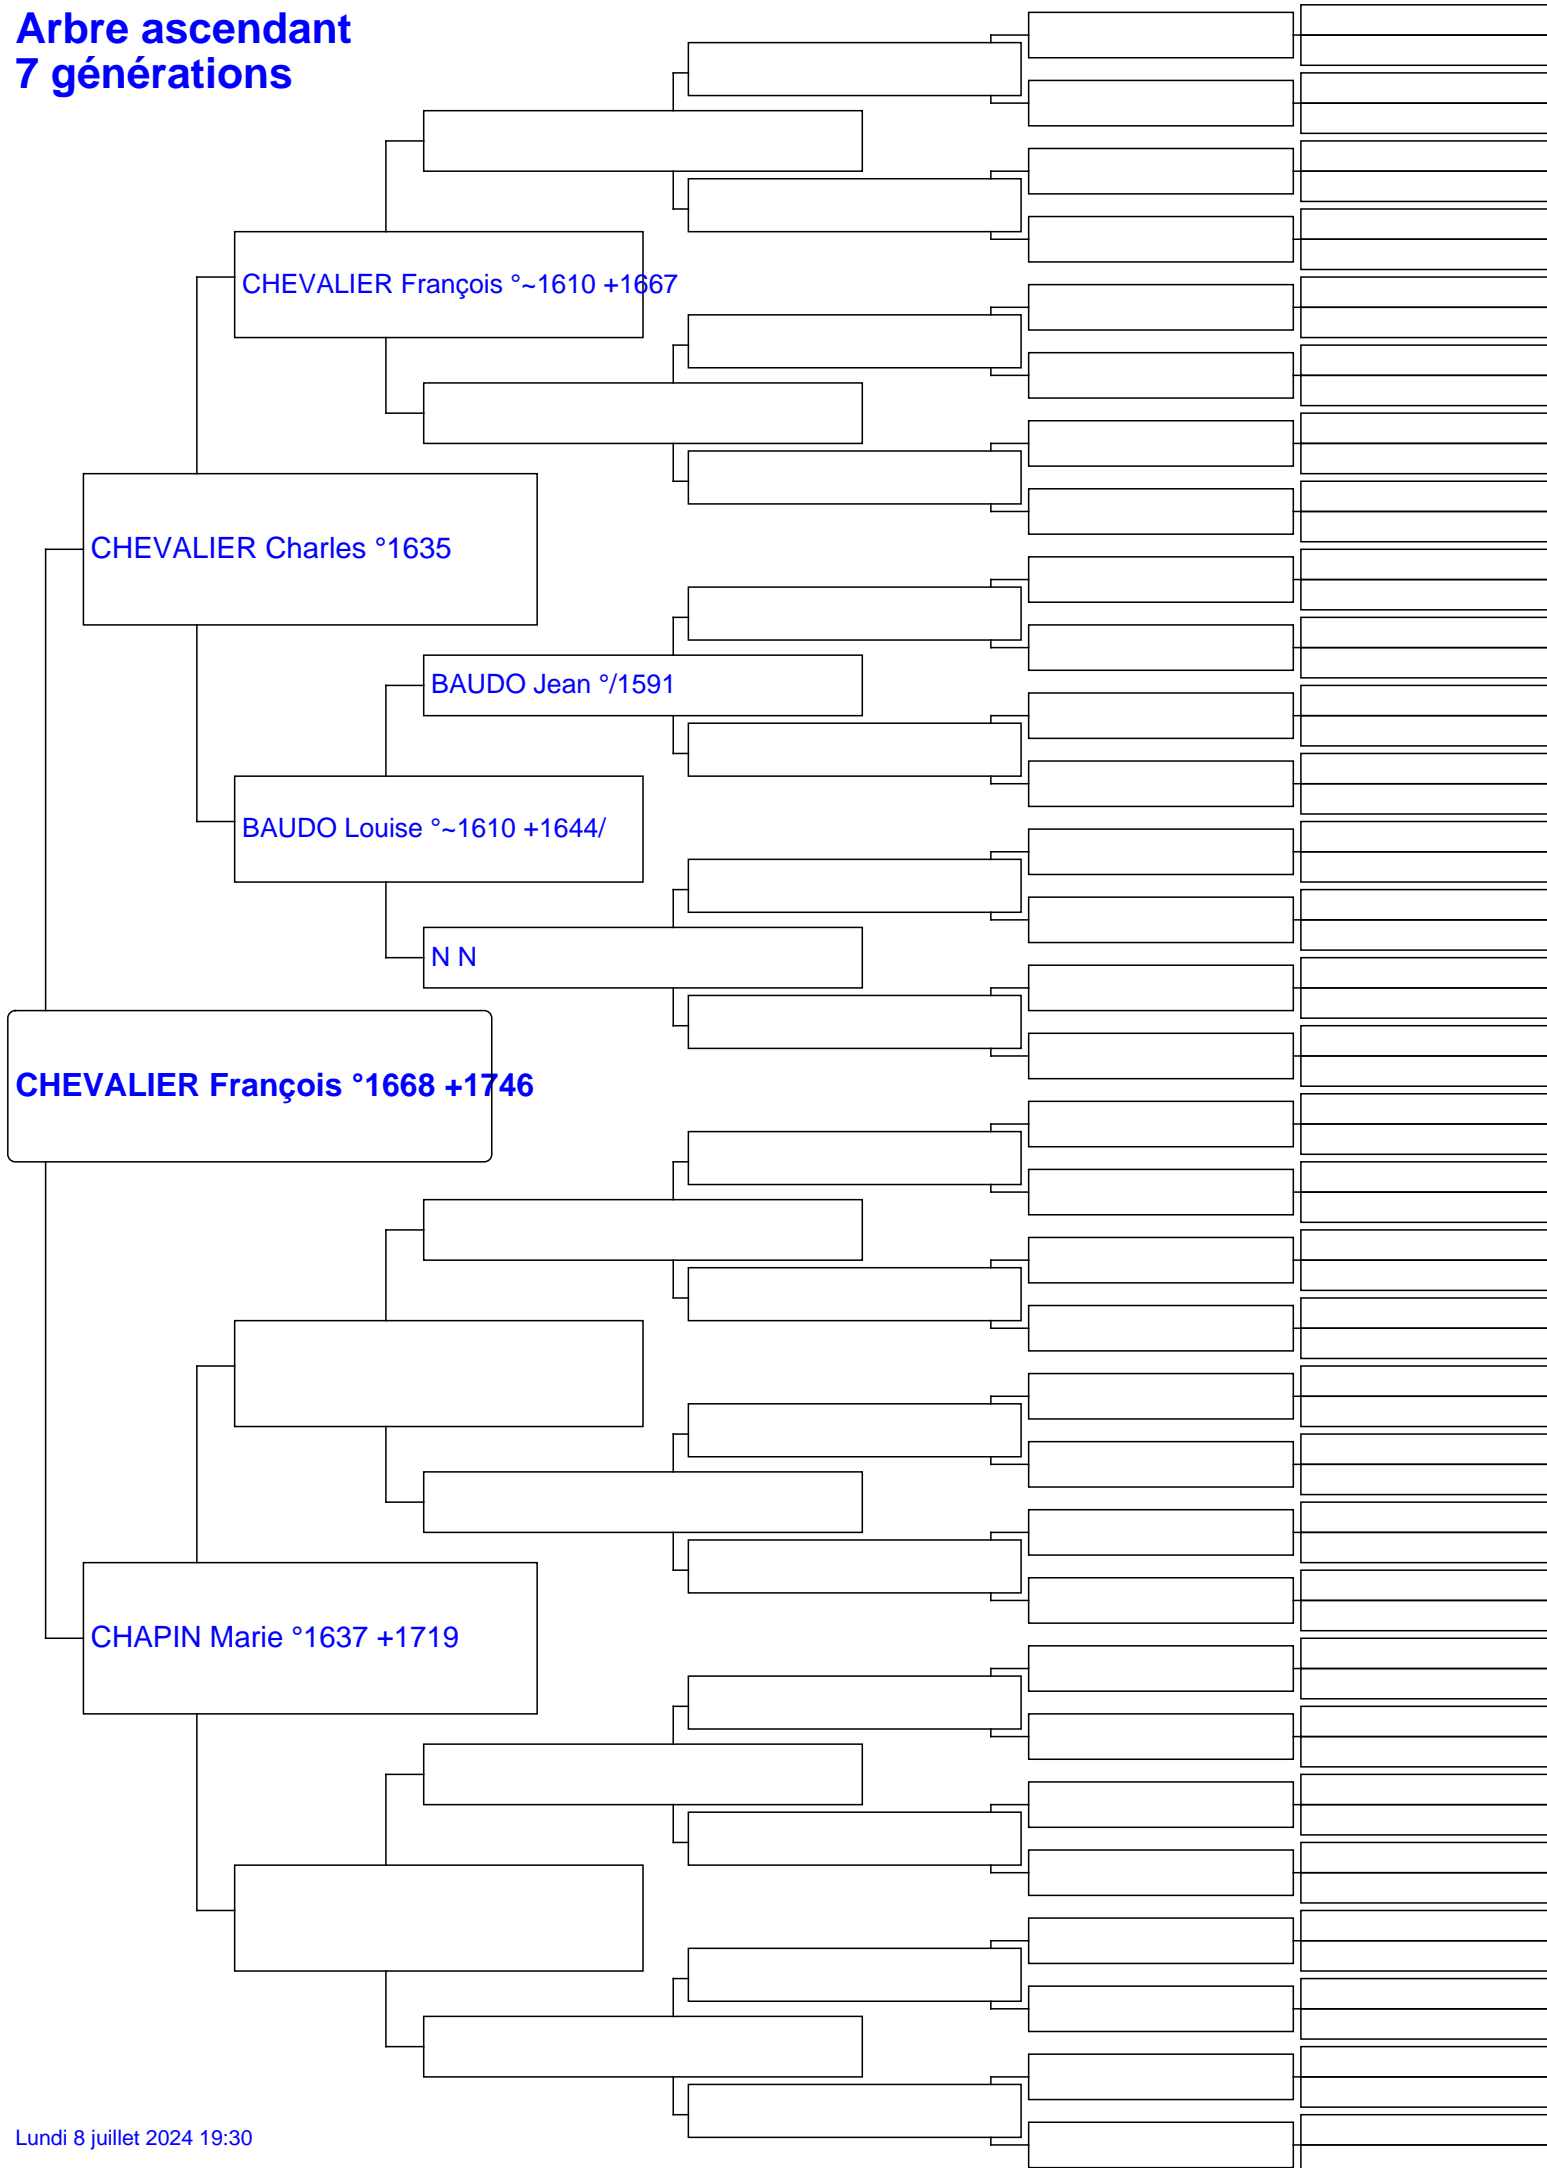 Arbre ascendant
7 générations
CHEVALIER François °~1610 +1667
CHEVALIER Charles °1635
BAUDO Jean °/1591
BAUDO Louise °~1610 +1644/
N N
CHEVALIER François °1668 +1746
CHAPIN Marie °1637 +1719
Lundi 8 juillet 2024 19:30